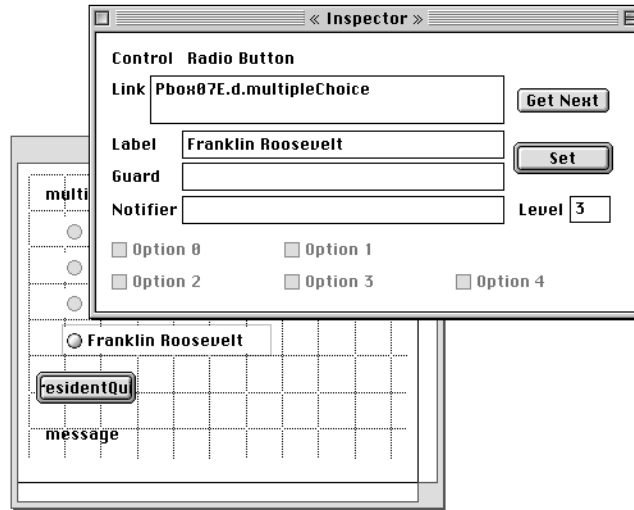 « Inspector »
Control Radio Button
Link Pbox07E.d.multipleChoice
Get Next
Label Franklin Roosevelt
Set
Guard
Notifier
Level 3
Option 0 Option 1
Option 2 Option 3 Option 4
multi
Franklin Roosevelt
residentQui
message